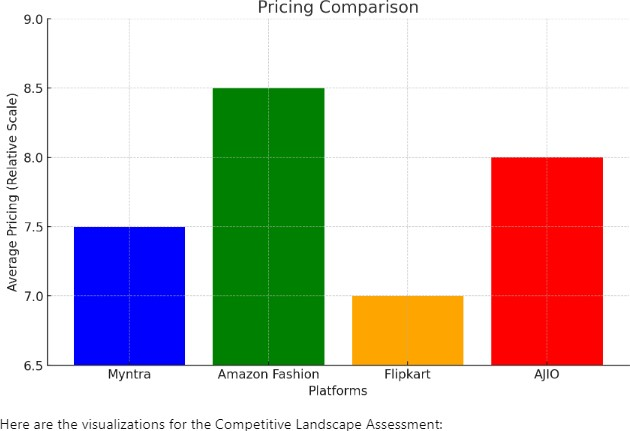 Pricing Comparison
9.0
8.5
8.0
7.5
7.0
6.5
Average Pricing (Relative Scale)
Myntra Amazon Fashion Flipkart AJIO
Platforms
Here are the visualizations for the Competitive Landscape Assessment: